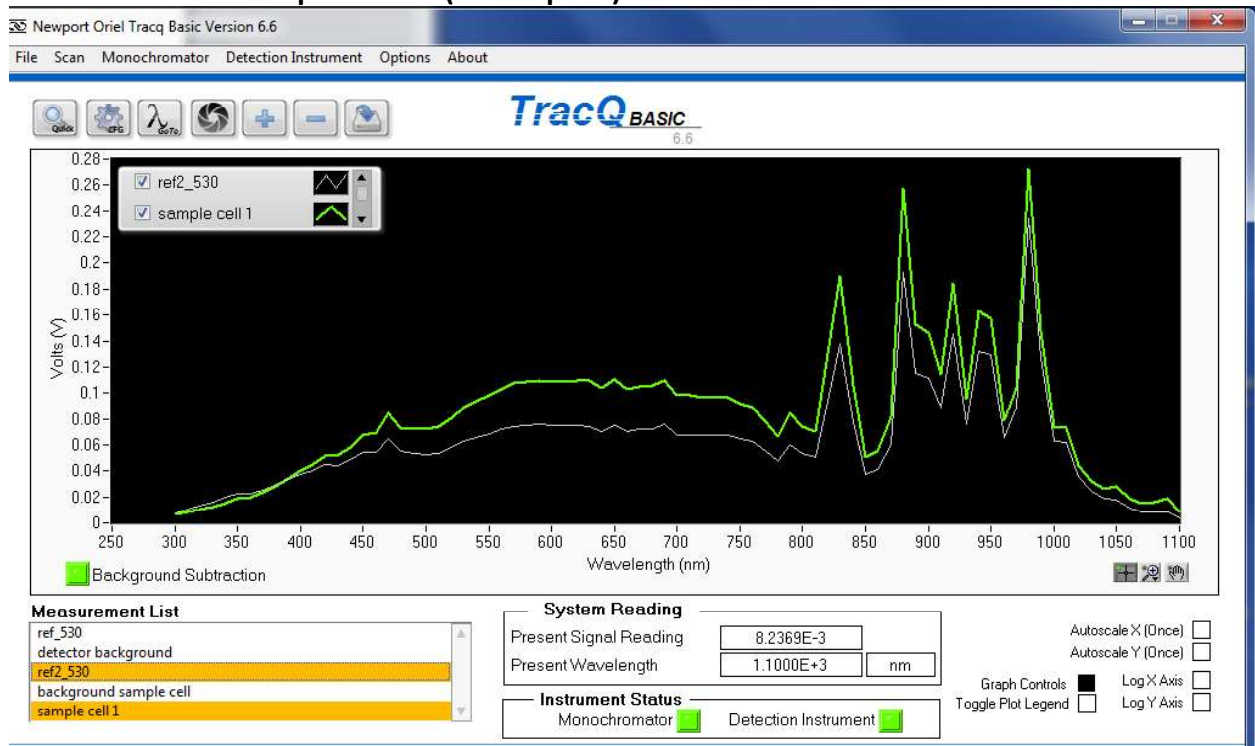 Newport Oriel Tracq Basic Version 6.6
File Scan Monochromator Detection Instrument Options About
Quick CFG λ GoTo TracQ BASIC
6.6
0.28
0.26
0.24
0.22
0.2
0.18
0.16
0.14
0.12
0.1
0.08
0.06
0.04
0.02
0
Volts (V)
ref2_530
sample cell 1
250 300 350 400 450 500 550 600 650 700 750 800 850 900 950 1000 1050 1100
Wavelength (nm)
Background Subtraction
Measurement List
ref_530
detector background
ref2_530
background sample cell
sample cell 1
System Reading
Present Signal Reading 8.2369E-3
Present Wavelength 1.1000E+3 nm
Instrument Status
Monochromator Detection Instrument
Autoscale X (Once)
Autoscale Y (Once)
Graph Controls Log X Axis
Toggle Plot Legend Log Y Axis